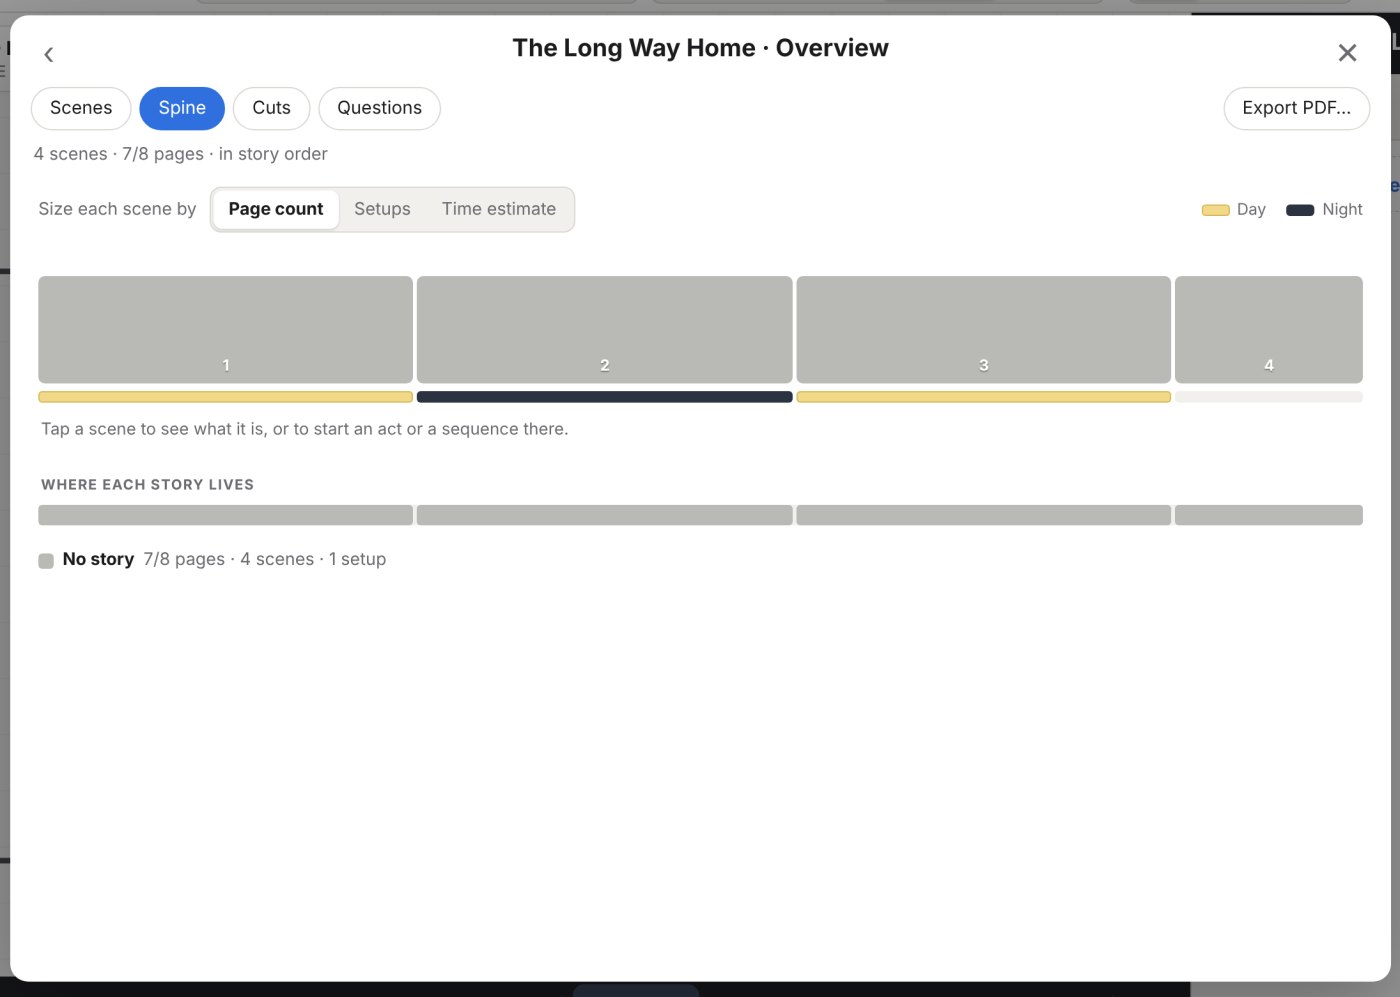 The Long Way Home · Overview
Scenes
Spine
Cuts
Questions
Export PDF...
4 scenes · 7/8 pages · in story order
Size each scene by
Page count
Setups
Time estimate
Day
Night
1
2
3
4
Tap a scene to see what it is, or to start an act or a sequence there.
WHERE EACH STORY LIVES
No story 7/8 pages · 4 scenes · 1 setup